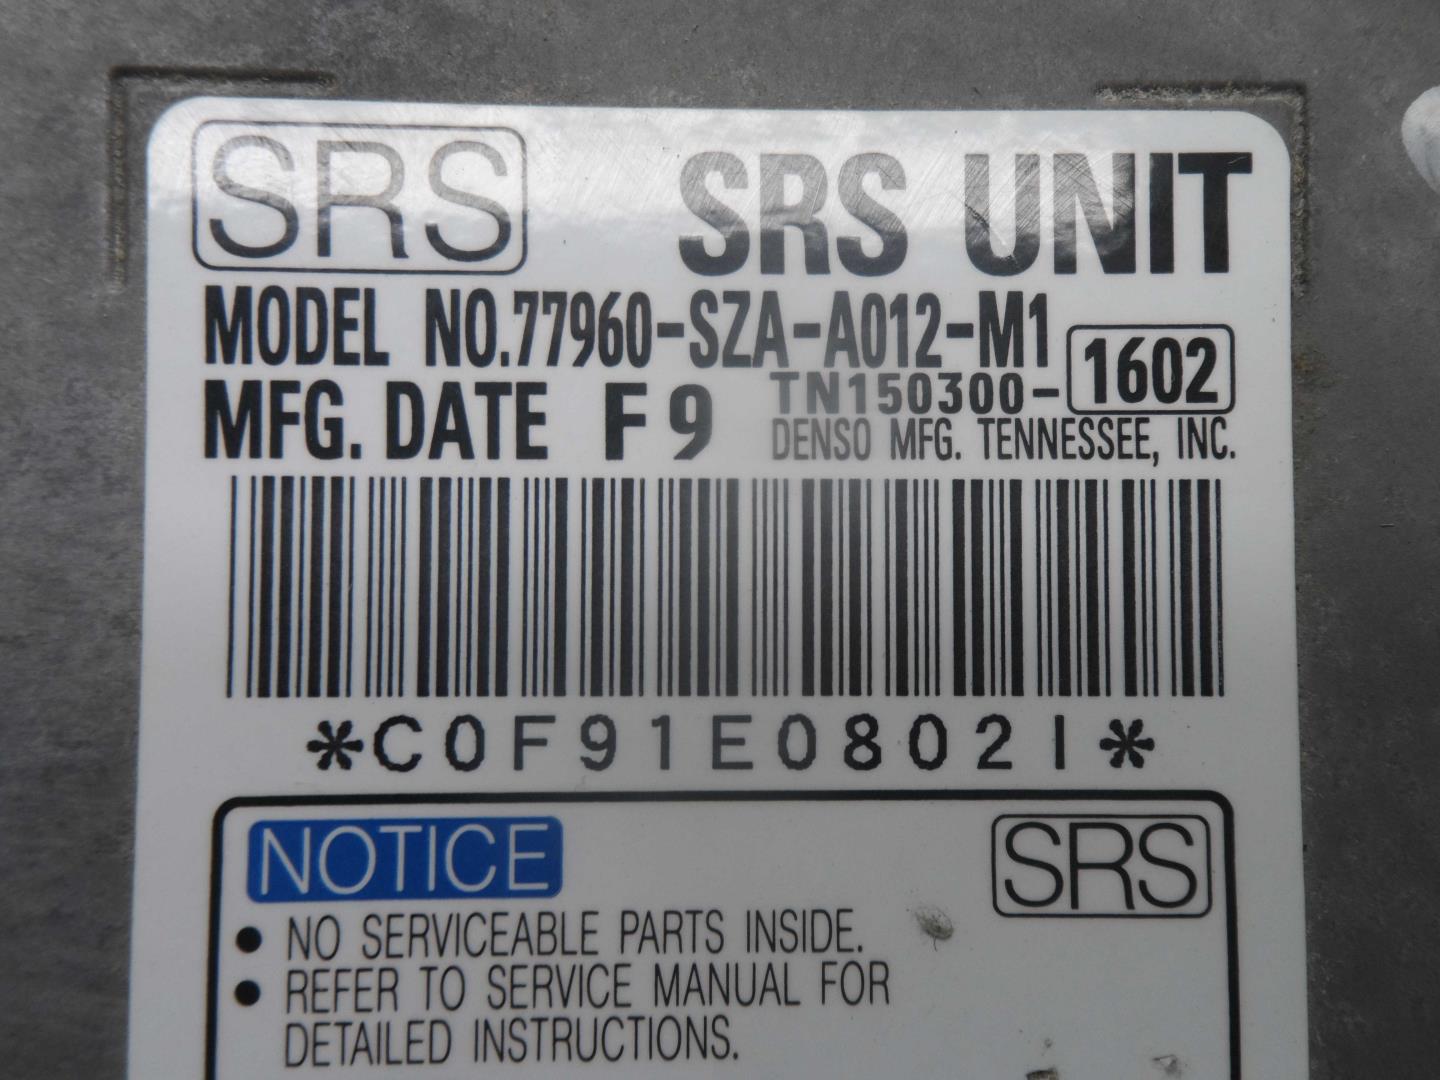 SRS SRS UNIT
MODEL NO.77960-SZA-A012-M1
MFG. DATE F9 TN150300-1602
DENSO MFG. TENNESSEE, INC.
*C0F91E0802I*
NOTICE SRS
● NO SERVICEABLE PARTS INSIDE.
● REFER TO SERVICE MANUAL FOR
DETAILED INSTRUCTIONS.